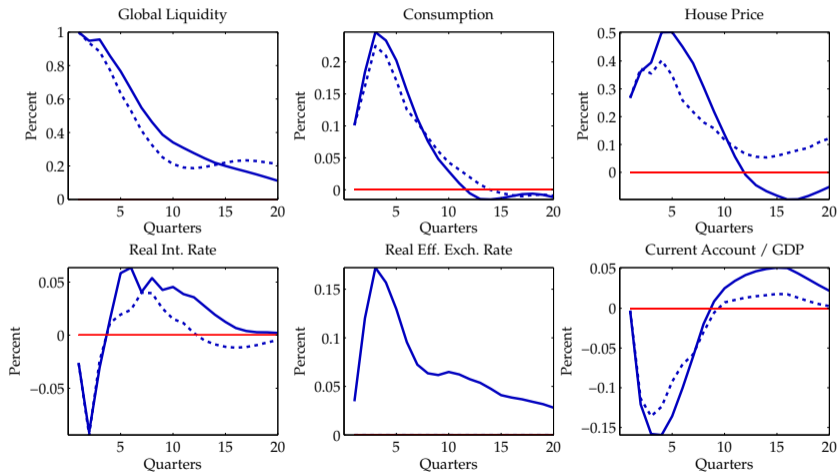 Global Liquidity
Consumption
House Price
Percent
1
0.8
0.6
0.4
0.2
0
5 10 15 20
Quarters
Percent
0.2
0.15
0.1
0.05
0
5 10 15 20
Quarters
Percent
0.5
0.4
0.3
0.2
0.1
0
5 10 15 20
Quarters
Real Int. Rate
Real Eff. Exch. Rate
Current Account / GDP
Percent
0.05
0
−0.05
5 10 15 20
Quarters
Percent
0.15
0.1
0.05
0
5 10 15 20
Quarters
Percent
0.05
0
−0.05
−0.1
−0.15
5 10 15 20
Quarters